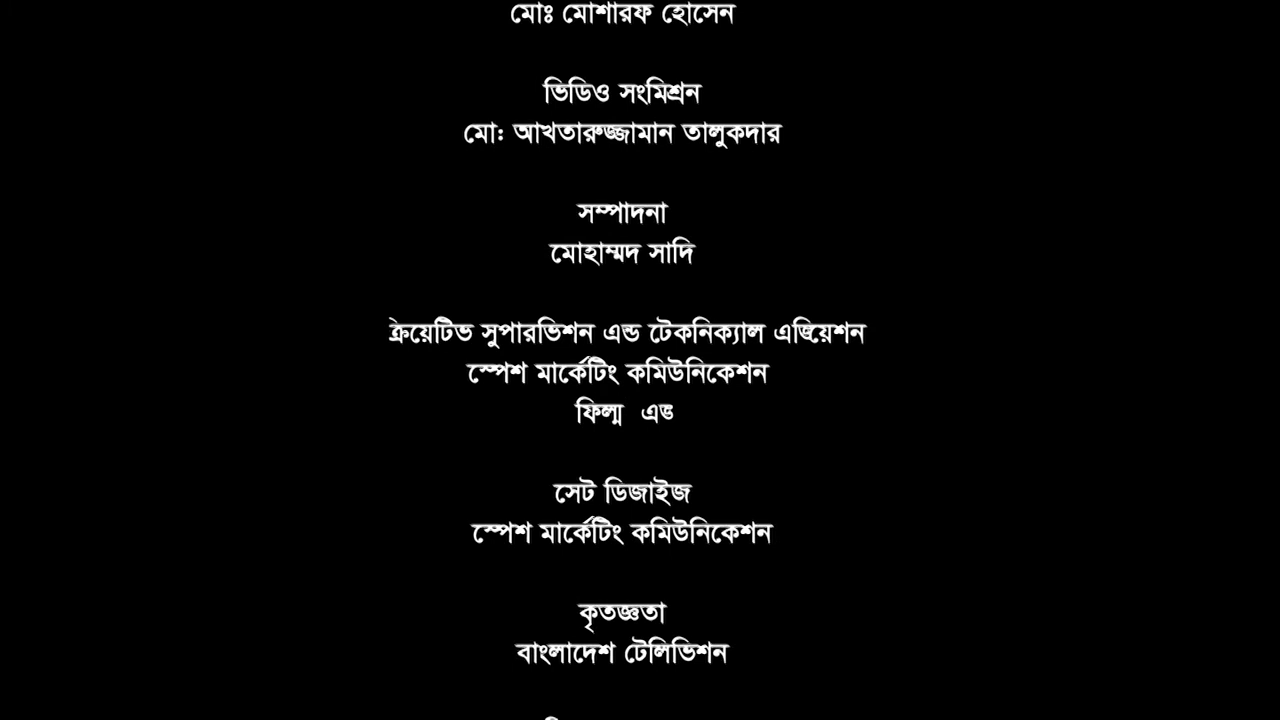 মোঃ মোশারফ হোসেন
ভিডিও সংমিশ্রন
মো: আখতারুজ্জামান তালুকদার
সম্পাদনা
মোহাম্মদ সাদি
ক্রিয়েটিভ সুপারভিশন এন্ড টেকনিক্যাল এক্সিয়েশন
স্পেশ মার্কেটিং কমিউনিকেশন
ফিল্ম এন্ড
সেট ডিজাইজ
স্পেশ মার্কেটিং কমিউনিকেশন
কৃতজ্ঞতা
বাংলাদেশ টেলিভিশন